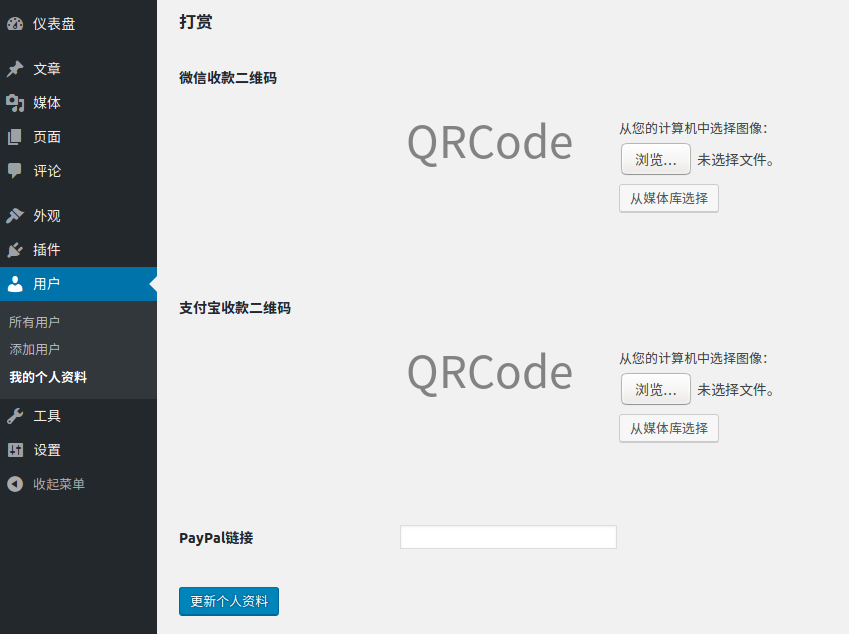 仪表盘
文章
媒体
页面
评论
外观
插件
用户
所有用户
添加用户
我的个人资料
工具
设置
收起菜单
打赏
微信收款二维码
QRCode
从您的计算机中选择图像：
浏览... 未选择文件。
从媒体库选择
支付宝收款二维码
QRCode
从您的计算机中选择图像：
浏览... 未选择文件。
从媒体库选择
PayPal链接
更新个人资料